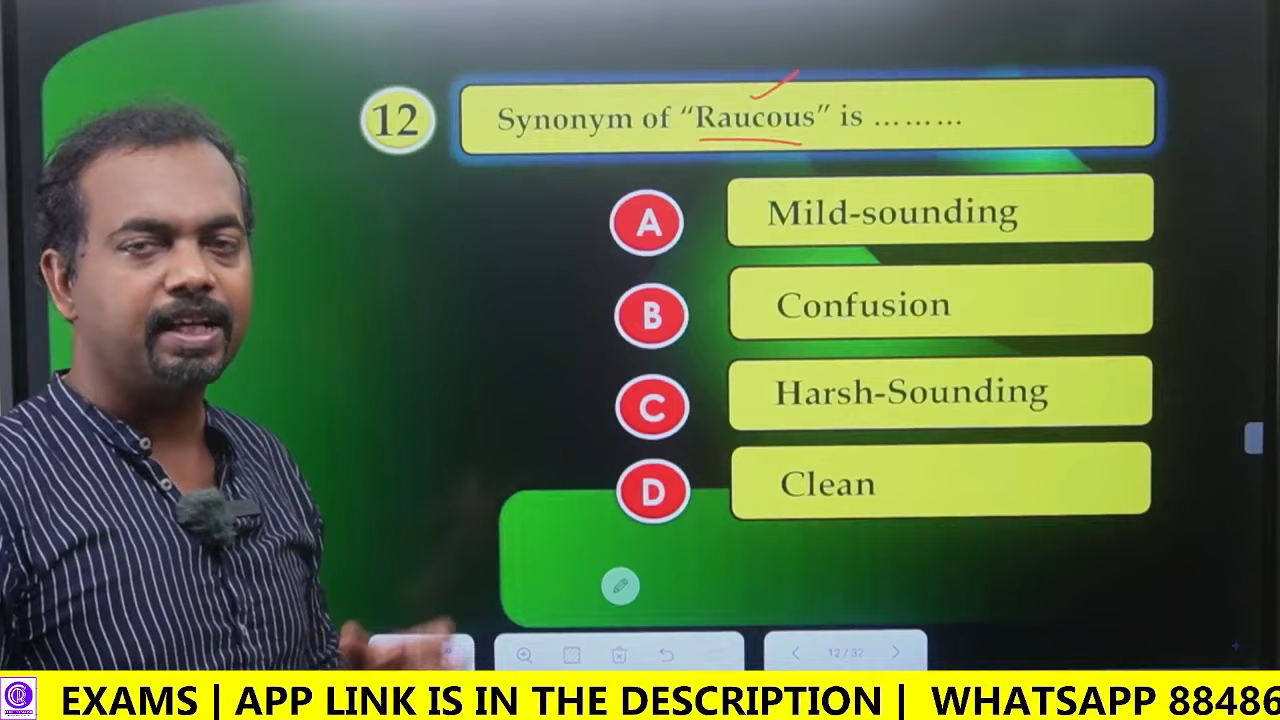 12
Synonym of “Raucous” is .........
A
Mild-sounding
B
Confusion
C
Harsh-Sounding
D
Clean
12/32
EXAMS | APP LINK IS IN THE DESCRIPTION | WHATSAPP 88486